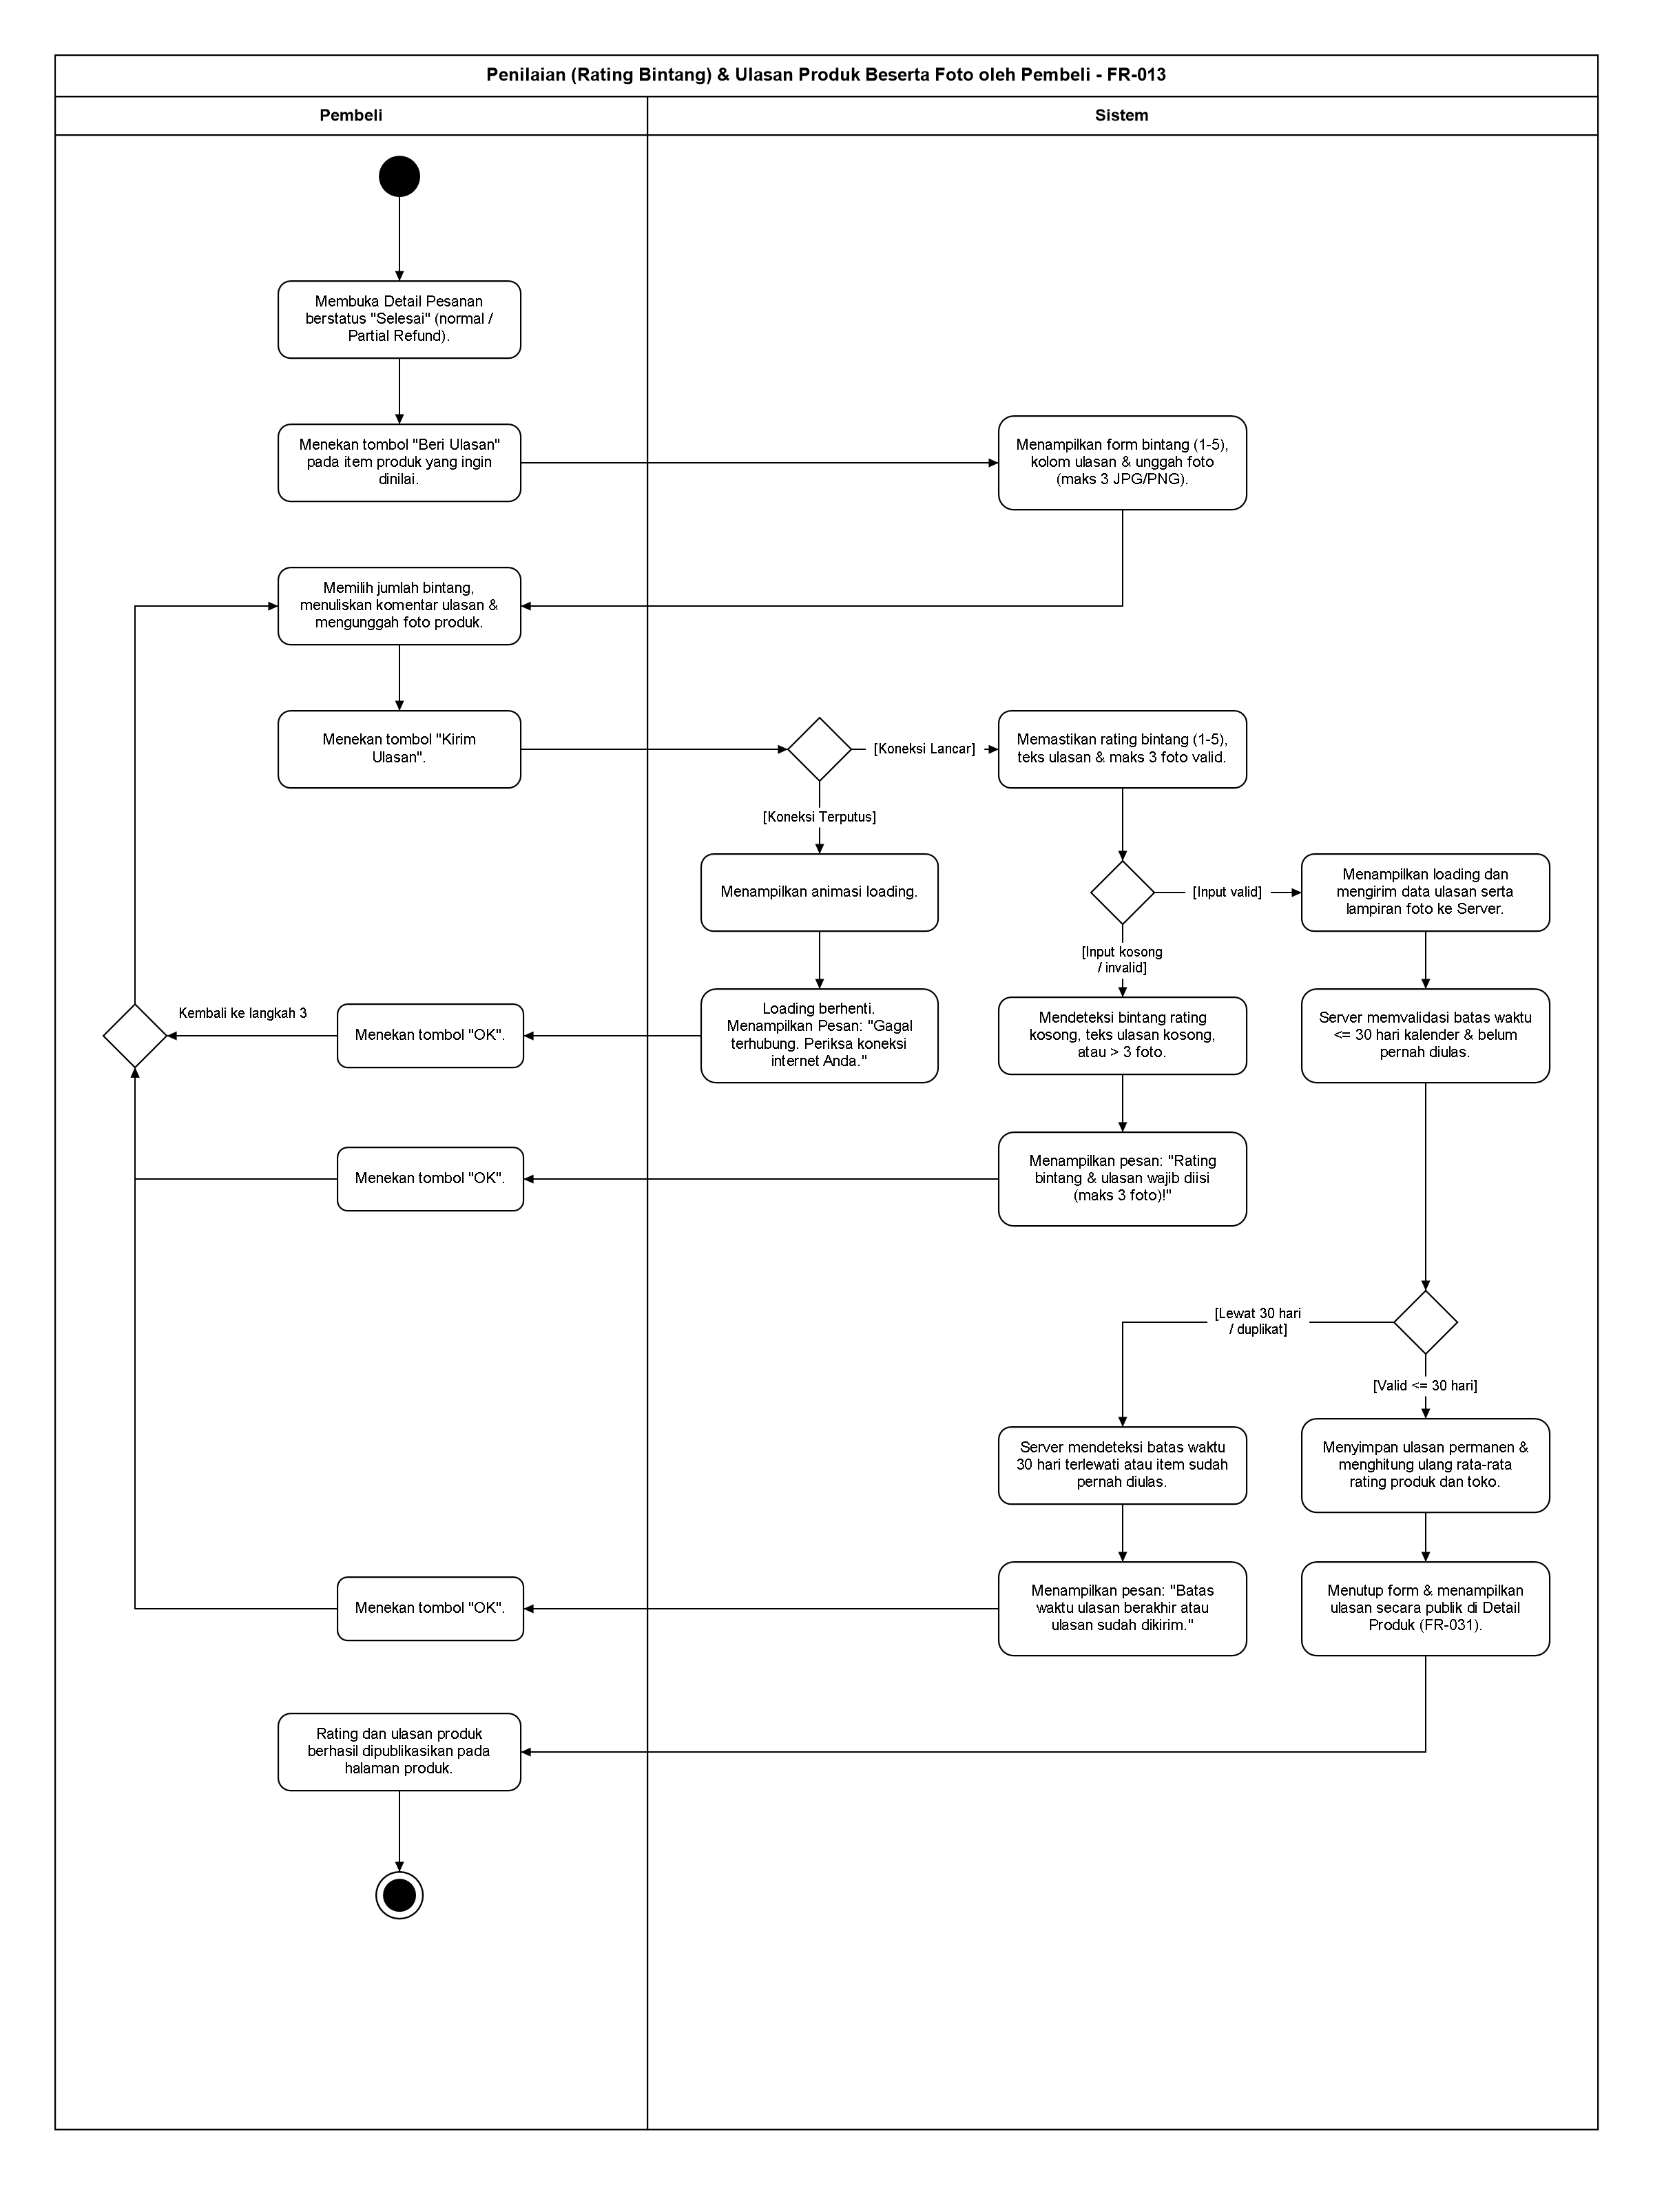 Penilaian (Rating Bintang) & Ulasan Produk Beserta Foto oleh Pembeli - FR-013
Pembeli
Sistem
Membuka Detail Pesanan
berstatus "Selesai" (normal /
Partial Refund).
Menekan tombol "Beri Ulasan"
pada item produk yang ingin
dinilai.
Menampilkan form bintang (1-5),
kolom ulasan & unggah foto
(maks 3 JPG/PNG).
Memilih jumlah bintang,
menuliskan komentar ulasan &
mengunggah foto produk.
Menekan tombol "Kirim
Ulasan".
[Koneksi Lancar]
Memastikan rating bintang (1-5),
teks ulasan & maks 3 foto valid.
[Koneksi Terputus]
Menampilkan animasi loading.
[Input valid]
Menampilkan loading dan
mengirim data ulasan serta
lampiran foto ke Server.
[Input kosong
/ invalid]
Kembali ke langkah 3
Menekan tombol "OK".
Loading berhenti.
Menampilkan Pesan: "Gagal
terhubung. Periksa koneksi
internet Anda."
Mendeteksi bintang rating
kosong, teks ulasan kosong,
atau > 3 foto.
Server memvalidasi batas waktu
<= 30 hari kalender & belum
pernah diulas.
Menekan tombol "OK".
Menampilkan pesan: "Rating
bintang & ulasan wajib diisi
(maks 3 foto)!"
[Lewat 30 hari
/ duplikat]
[Valid <= 30 hari]
Server mendeteksi batas waktu
30 hari terlewati atau item sudah
pernah diulas.
Menyimpan ulasan permanen &
menghitung ulang rata-rata
rating produk dan toko.
Menekan tombol "OK".
Menampilkan pesan: "Batas
waktu ulasan berakhir atau
ulasan sudah dikirim."
Menutup form & menampilkan
ulasan secara publik di Detail
Produk (FR-031).
Rating dan ulasan produk
berhasil dipublikasikan pada
halaman produk.